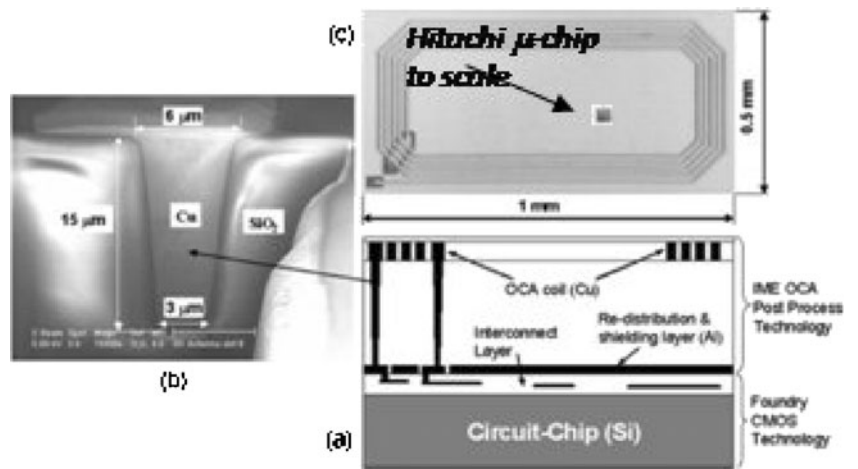 (c)
Hitachi μ-chip
to scale
0.5 mm
1 mm
6 μm
15 μm
Cu
SiO₂
3 μm
(b)
OCA coil (Cu)
Interconnected
Layer
Re-distribution &
shielding layer (Al)
IME OCA
Post Process
Technology
(a)
Circuit-Chip (Si)
Foundry
CMOS
Technology